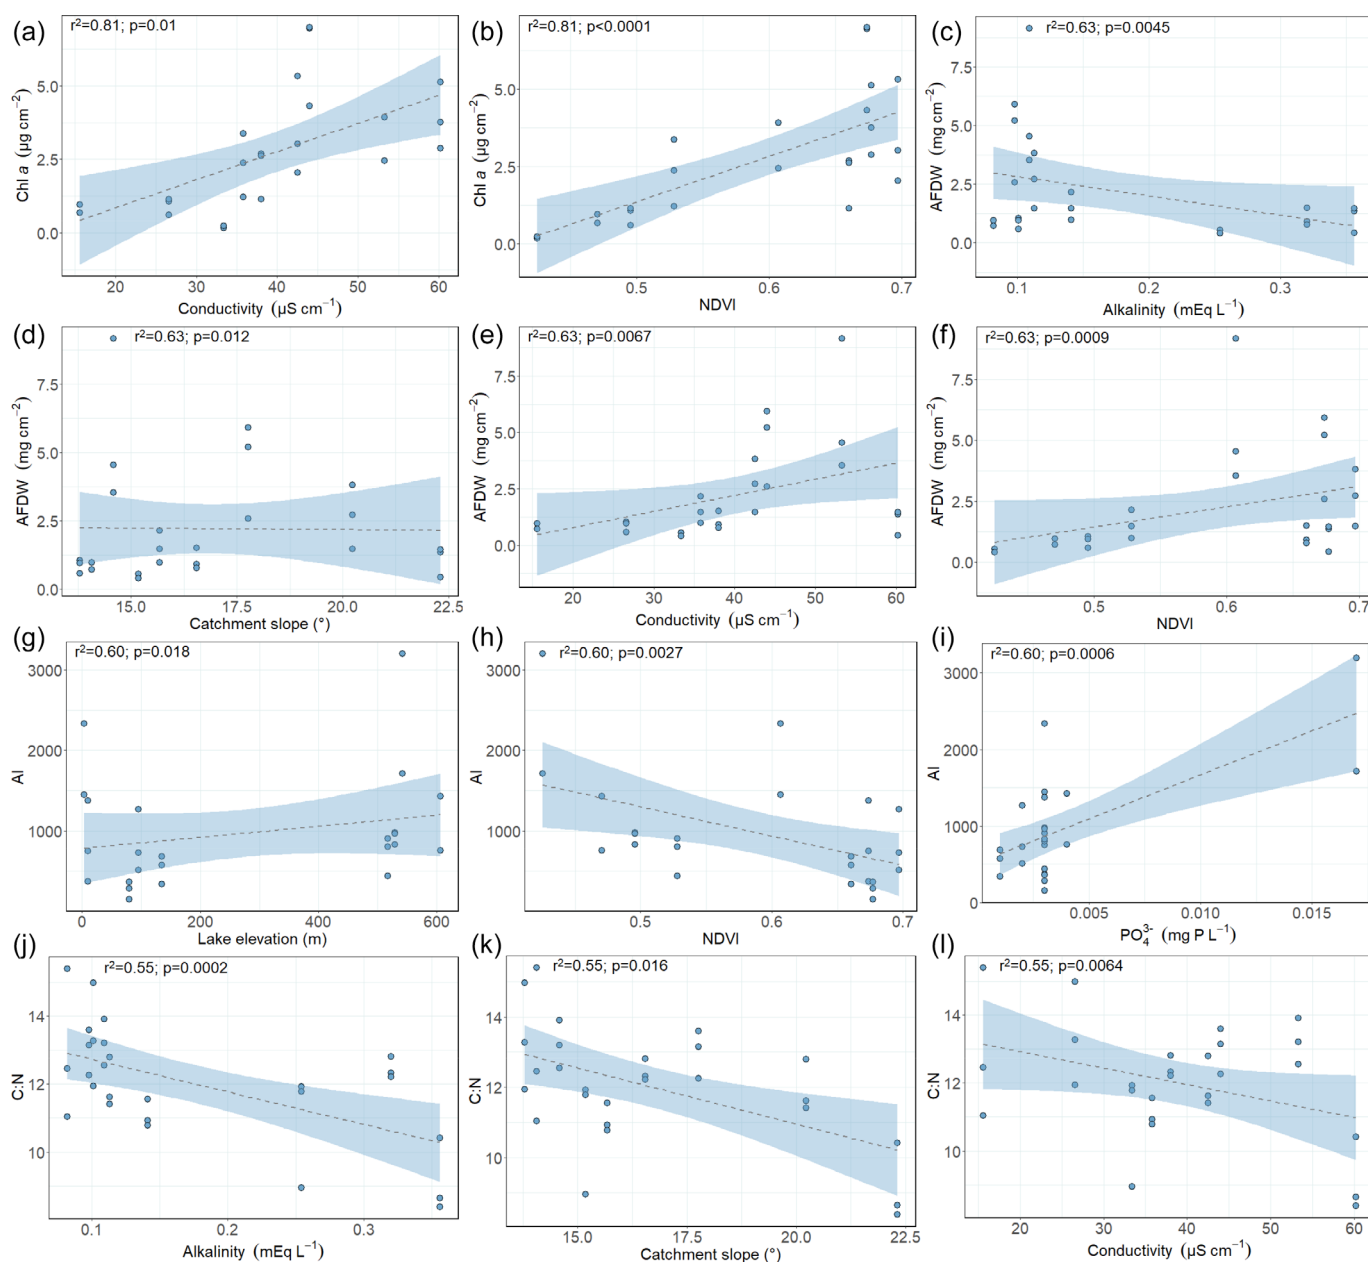 (a)
r²=0.81; p=0.01
Chl a (µg cm⁻²)
5.0
2.5
0.0
20 30 40 50 60
Conductivity (µS cm⁻¹)
(b)
r²=0.81; p<0.0001
Chl a (µg cm⁻²)
5.0
2.5
0.0
0.5 0.6 0.7
NDVI
(c)
r²=0.63; p=0.0045
AFDW (mg cm⁻²)
7.5
5.0
2.5
0.0
0.1 0.2 0.3
Alkalinity (mEq L⁻¹)
(d)
r²=0.63; p=0.012
AFDW (mg cm⁻²)
7.5
5.0
2.5
0.0
15.0 17.5 20.0 22.5
Catchment slope (°)
(e)
r²=0.63; p=0.0067
AFDW (mg cm⁻²)
7.5
5.0
2.5
0.0
20 30 40 50 60
Conductivity (µS cm⁻¹)
(f)
r²=0.63; p=0.0009
AFDW (mg cm⁻²)
7.5
5.0
2.5
0.0
0.5 0.6 0.7
NDVI
(g)
r²=0.60; p=0.018
AI
3000
2000
1000
0 200 400 600
Lake elevation (m)
(h)
r²=0.60; p=0.0027
AI
3000
2000
1000
0.5 0.6 0.7
NDVI
(i)
r²=0.60; p=0.0006
AI
3000
2000
1000
0
0.005 0.010 0.015
PO₄³⁻ (mg P L⁻¹)
(j)
r²=0.55; p=0.0002
C:N
14
12
10
0.1 0.2 0.3
Alkalinity (mEq L⁻¹)
(k)
r²=0.55; p=0.016
C:N
14
12
10
15.0 17.5 20.0 22.5
Catchment slope (°)
(l)
r²=0.55; p=0.0064
C:N
14
12
10
20 30 40 50 60
Conductivity (µS cm⁻¹)